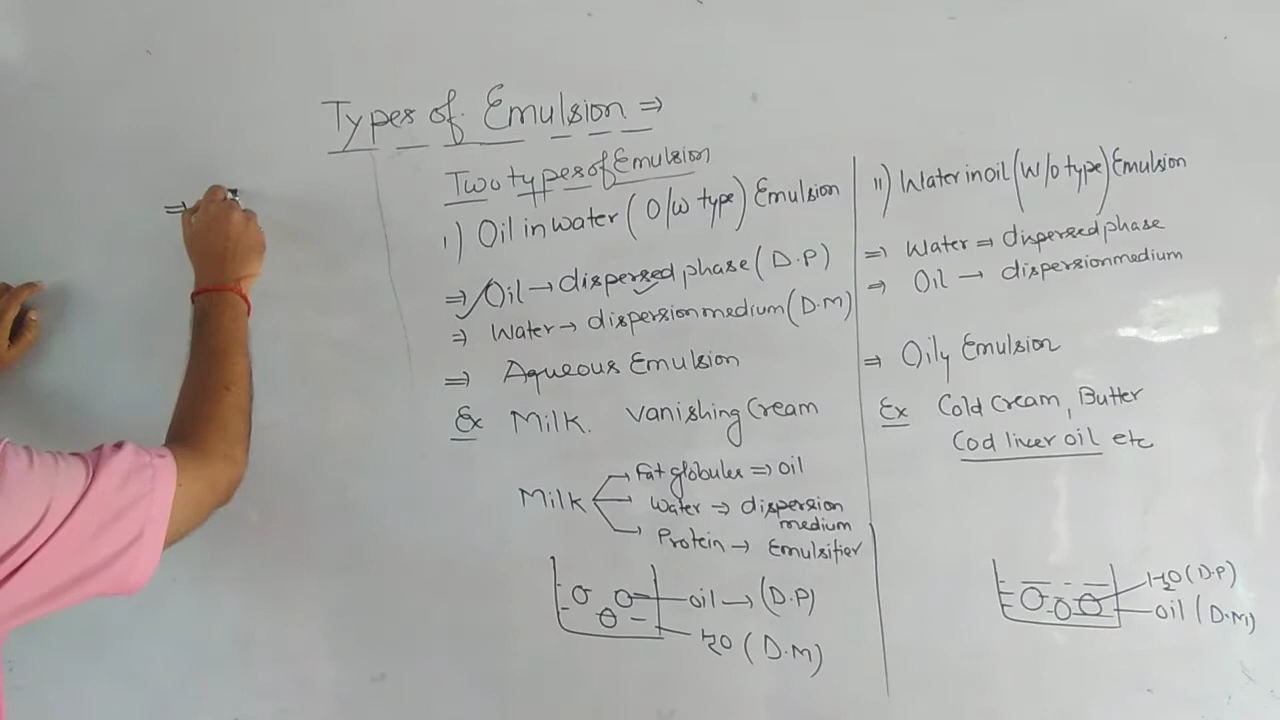 Types of Emulsion ⇒
Two types of Emulsion
i) Oil in water (O/W type) Emulsion
⇒ Oil → dispersed phase (D.P)
⇒ Water → dispersion medium (D.M)
⇒ Aqueous Emulsion
Ex Milk. Vanishing Cream
Milk
Fat globules ⇒ oil
Water ⇒ dispersion
medium
Protein → Emulsifier
oil → (D.P)
H2O (D.M)
ii) Water in oil (W/O type) Emulsion
⇒ Water ⇒ dispersed phase
⇒ Oil → dispersion medium
⇒ Oily Emulsion
Ex Cold Cream, Butter
Cod liver oil etc
H2O (D.P)
oil (D.M)
⇒